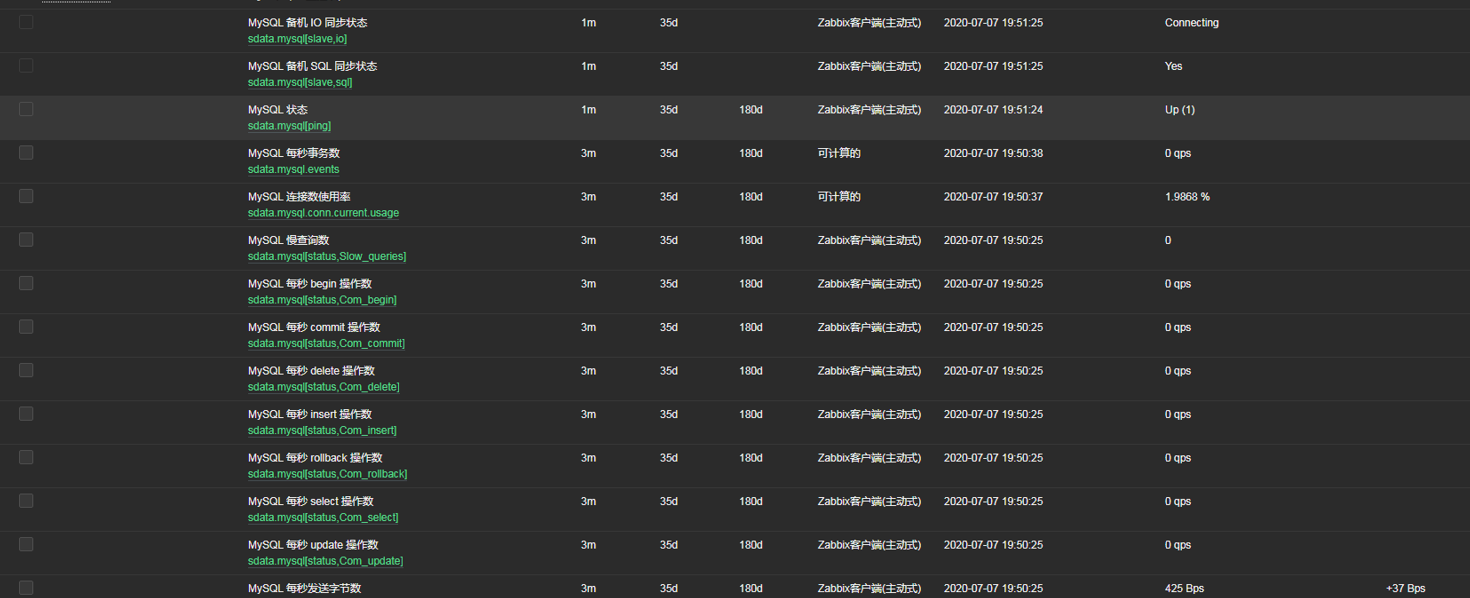 MySQL 备机 IO 同步状态 1m 35d Zabbix客户端(主动式) 2020-07-07 19:51:25 Connecting
sdata.mysql[slave,io]
MySQL 备机 SQL 同步状态 1m 35d Zabbix客户端(主动式) 2020-07-07 19:51:25 Yes
sdata.mysql[slave,sql]
MySQL 状态 1m 35d 180d Zabbix客户端(主动式) 2020-07-07 19:51:24 Up (1)
sdata.mysql[ping]
MySQL 每秒事务数 3m 35d 180d 可计算的 2020-07-07 19:50:38 0 qps
sdata.mysql.events
MySQL 连接数使用率 3m 35d 180d 可计算的 2020-07-07 19:50:37 1.9868 %
sdata.mysql.conn.current.usage
MySQL 慢查询数 3m 35d 180d Zabbix客户端(主动式) 2020-07-07 19:50:25 0
sdata.mysql[status,Slow_queries]
MySQL 每秒 begin 操作数 3m 35d 180d Zabbix客户端(主动式) 2020-07-07 19:50:25 0 qps
sdata.mysql[status,Com_begin]
MySQL 每秒 commit 操作数 3m 35d 180d Zabbix客户端(主动式) 2020-07-07 19:50:25 0 qps
sdata.mysql[status,Com_commit]
MySQL 每秒 delete 操作数 3m 35d 180d Zabbix客户端(主动式) 2020-07-07 19:50:25 0 qps
sdata.mysql[status,Com_delete]
MySQL 每秒 insert 操作数 3m 35d 180d Zabbix客户端(主动式) 2020-07-07 19:50:25 0 qps
sdata.mysql[status,Com_insert]
MySQL 每秒 rollback 操作数 3m 35d 180d Zabbix客户端(主动式) 2020-07-07 19:50:25 0 qps
sdata.mysql[status,Com_rollback]
MySQL 每秒 select 操作数 3m 35d 180d Zabbix客户端(主动式) 2020-07-07 19:50:25 0 qps
sdata.mysql[status,Com_select]
MySQL 每秒 update 操作数 3m 35d 180d Zabbix客户端(主动式) 2020-07-07 19:50:25 0 qps
sdata.mysql[status,Com_update]
MySQL 每秒发送字节数 3m 35d 180d Zabbix客户端(主动式) 2020-07-07 19:50:25 425 Bps +37 Bps